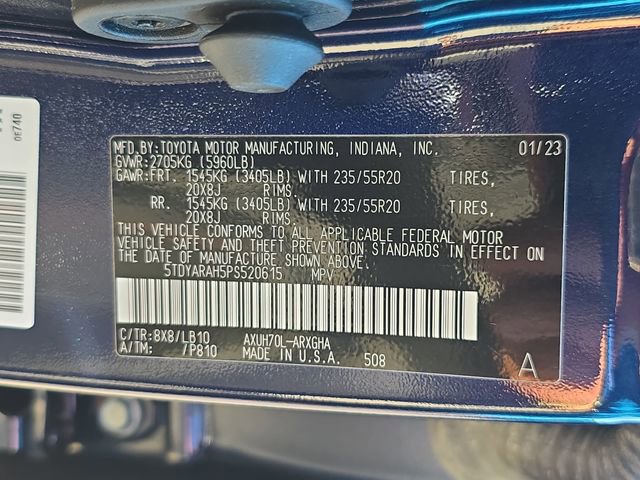 MFD.BY:TOYOTA MOTOR MANUFACTURING, INDIANA, INC. 01/23
GVWR:2705KG (5960LB)
GAWR:FRT. 1545KG (3405LB) WITH 235/55R20 TIRES,
20X8J RIMS
RR. 1545KG (3405LB) WITH 235/55R20 TIRES,
20X8J RIMS
THIS VEHICLE CONFORMS TO ALL APPLICABLE FEDERAL MOTOR
VEHICLE SAFETY AND THEFT PREVENTION STANDARDS IN EFFECT ON
THE DATE OF MANUFACTURE SHOWN ABOVE.
5TDYARAH5PS520615 MPV
C/TR:8X8/LB10 AXUH70L-ARXGHA
A/TM: /P810 MADE IN U.S.A. 508
A
0E740